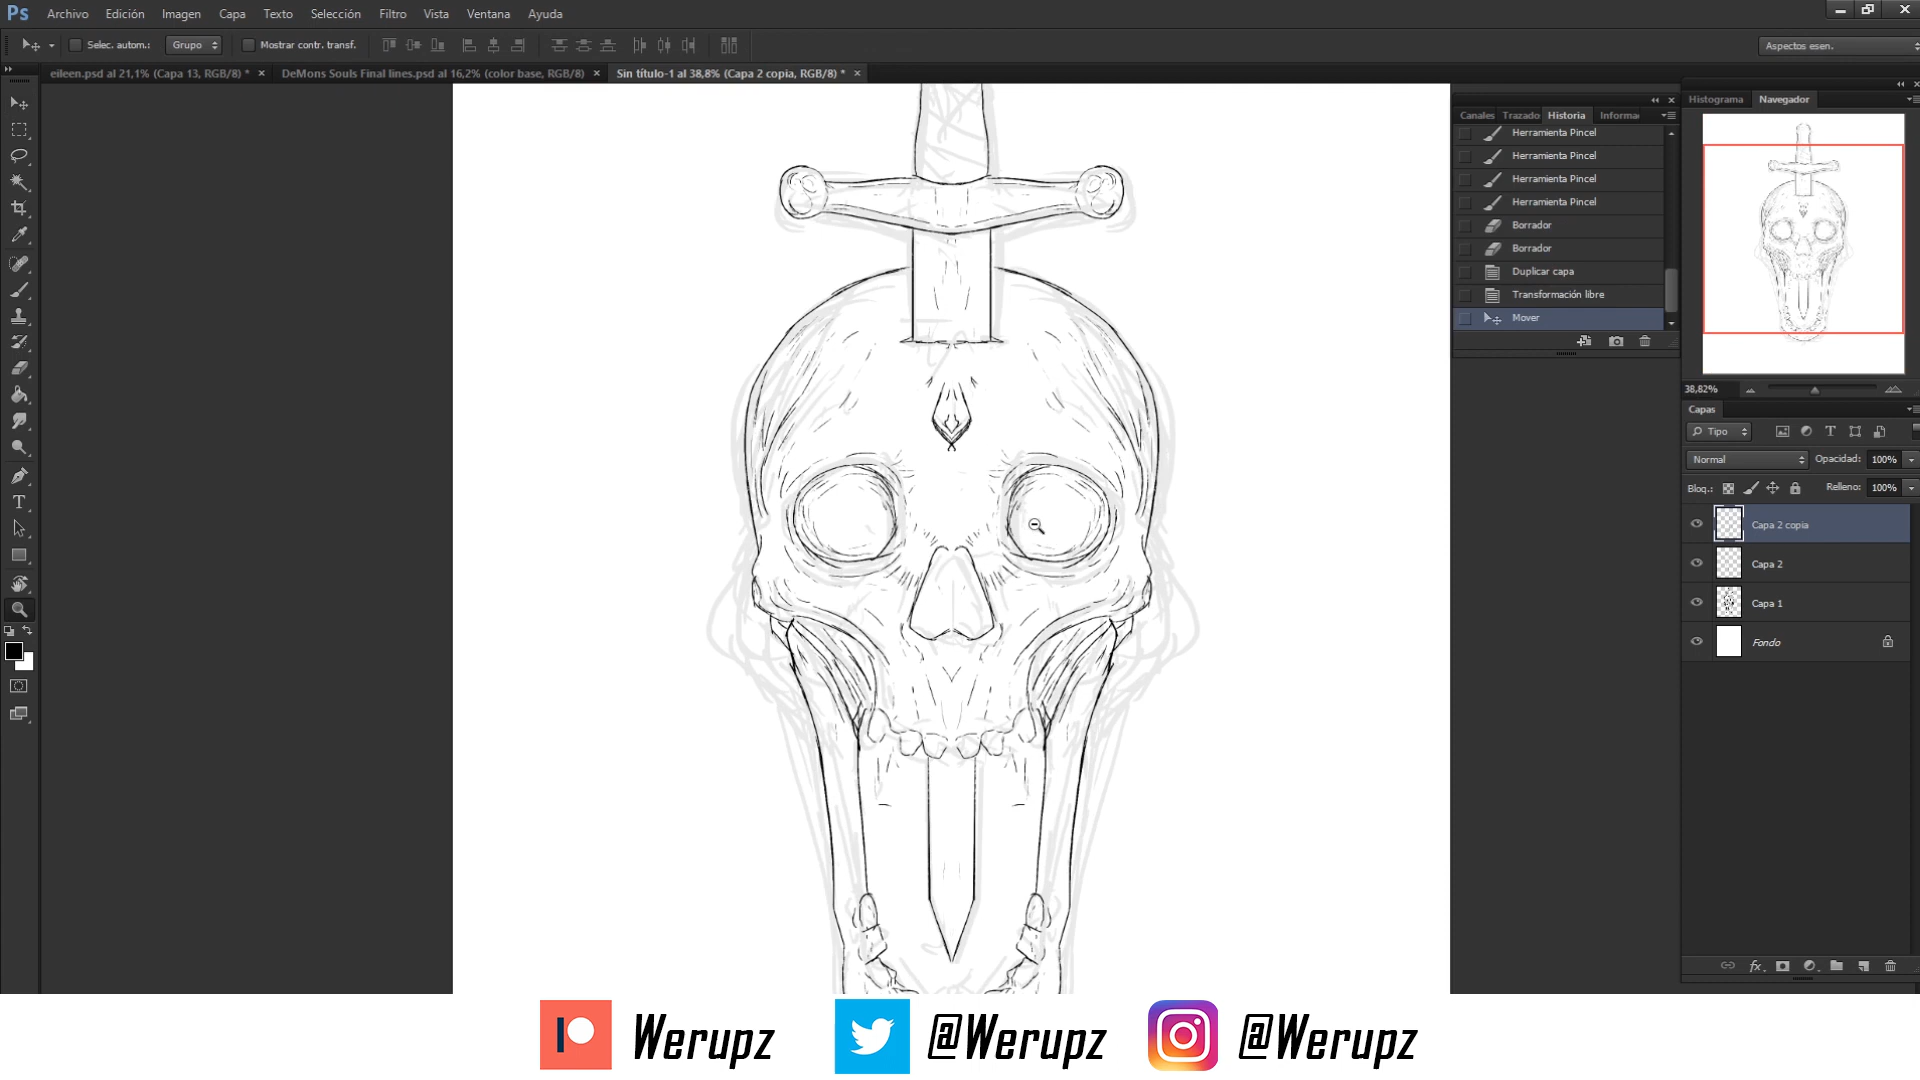 Ps Archivo Edición Imagen Capa Texto Selección Filtro Vista Ventana Ayuda
Selec. autom.: Grupo Mostrar contr. transf. Aspectos esen.
eileen.psd al 21,1% (Capa 13, RGB/8) * × DeMons Souls Final lines.psd al 16,2% (color base, RGB/8) × Sin título-1 al 38,8% (Capa 2 copia, RGB/8) * ×
Histograma Navegador
Canales Trazado Historia Informa
Herramienta Pincel
Herramienta Pincel
Herramienta Pincel
Herramienta Pincel
Borrador
Borrador
Duplicar capa
Transformación libre
Mover
38,82%
Capas
Tipo
Normal Opacidad: 100%
Bloq.: Relleno: 100%
Capa 2 copia
Capa 2
Capa 1
Fondo
Werupz @Werupz @Werupz